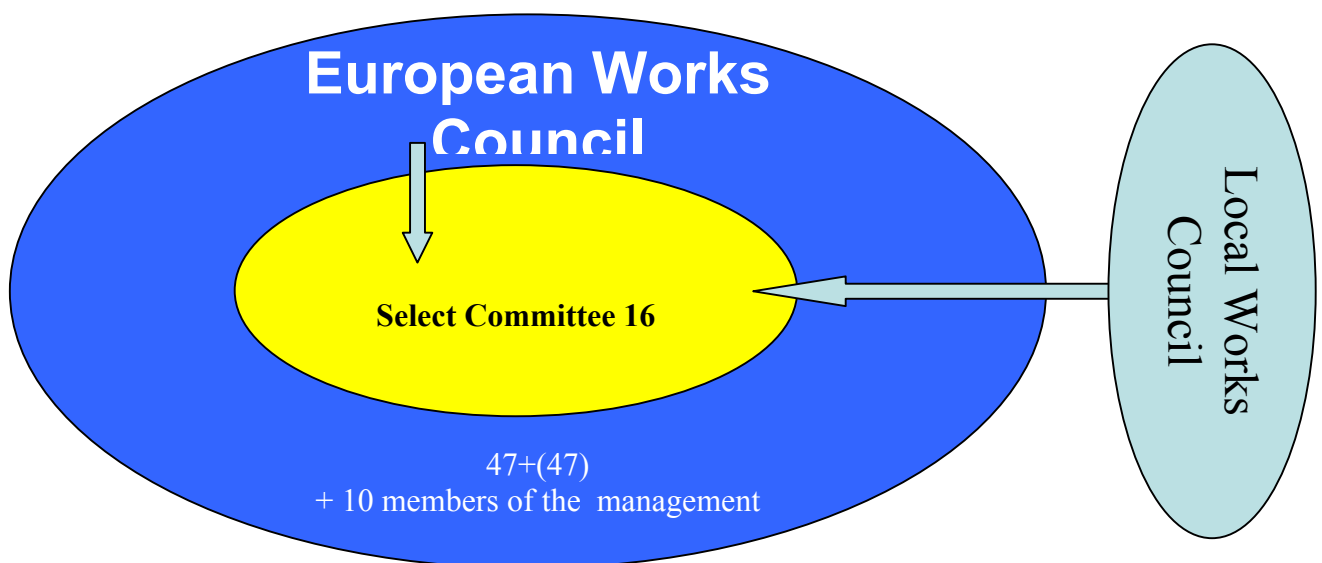 European Works
Council
Select Committee 16
47+(47)
+ 10 members of the management
Local Works
Council